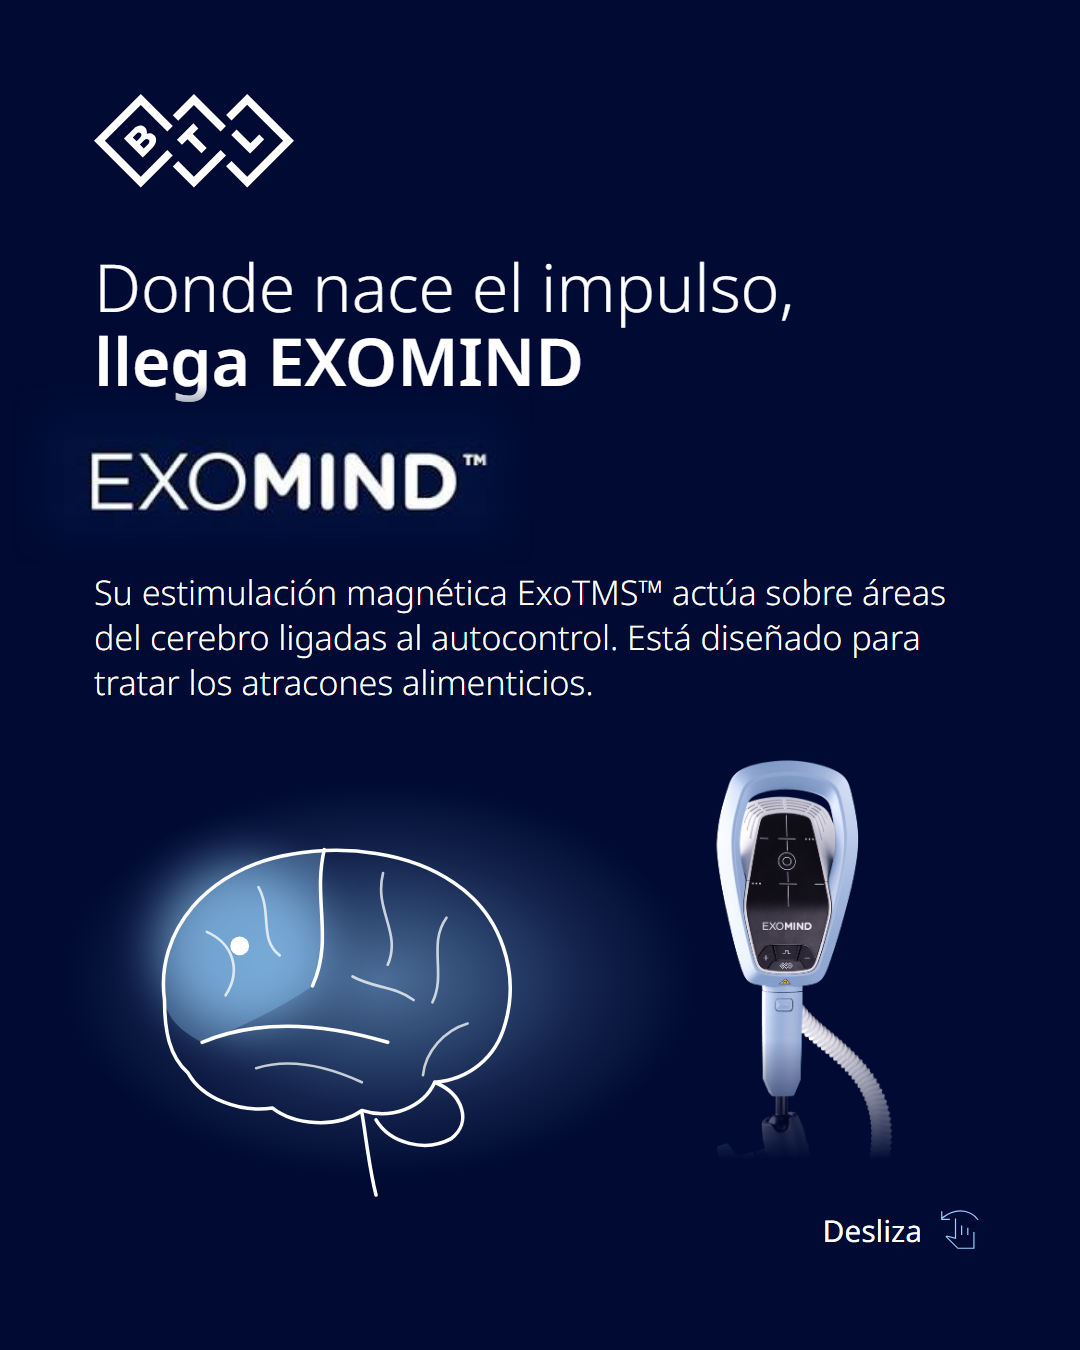 BTL
Donde nace el impulso,
llega EXOMIND
EXOMIND™
Su estimulación magnética ExoTMS™ actúa sobre áreas
del cerebro ligadas al autocontrol. Está diseñado para
tratar los atracones alimenticios.
EXOMIND
Desliza